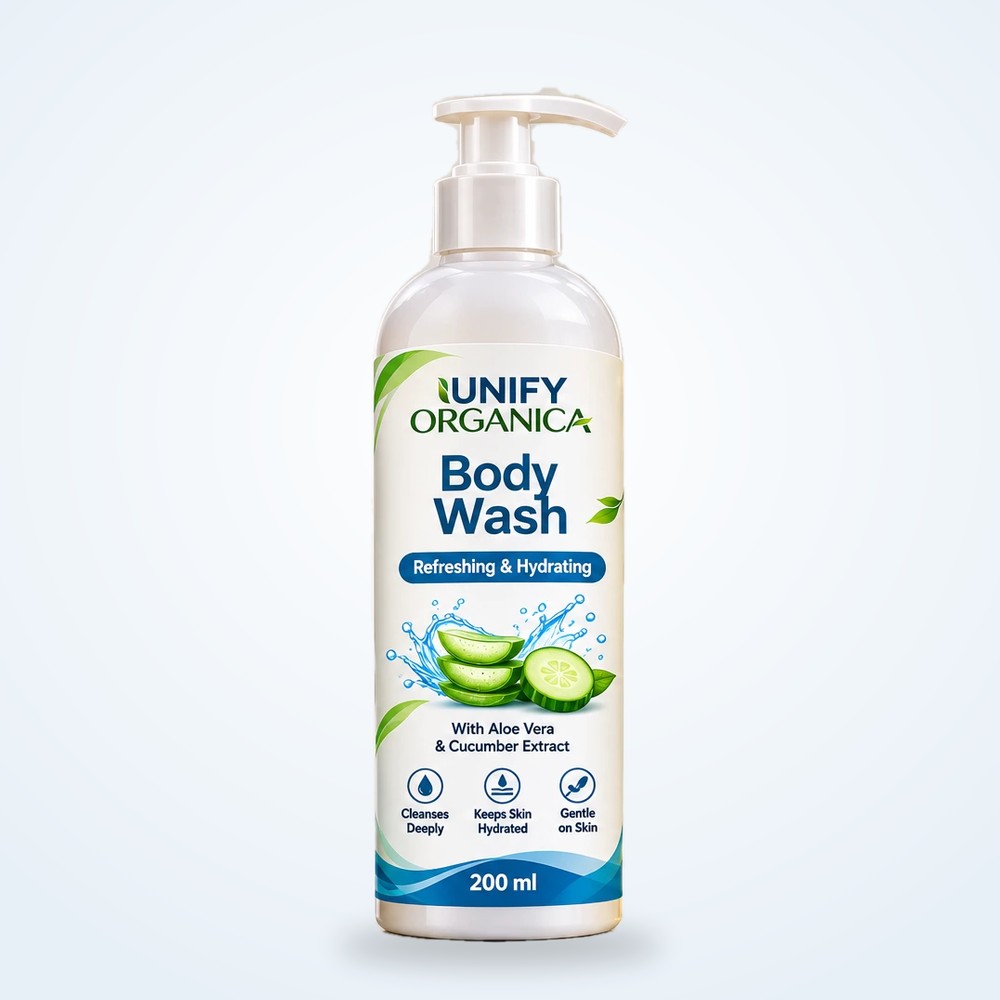 UNIFY
ORGANICA
Body
Wash
Refreshing & Hydrating
With Aloe Vera
& Cucumber Extract
Cleanses
Deeply
Keeps Skin
Hydrated
Gentle
on Skin
200 ml